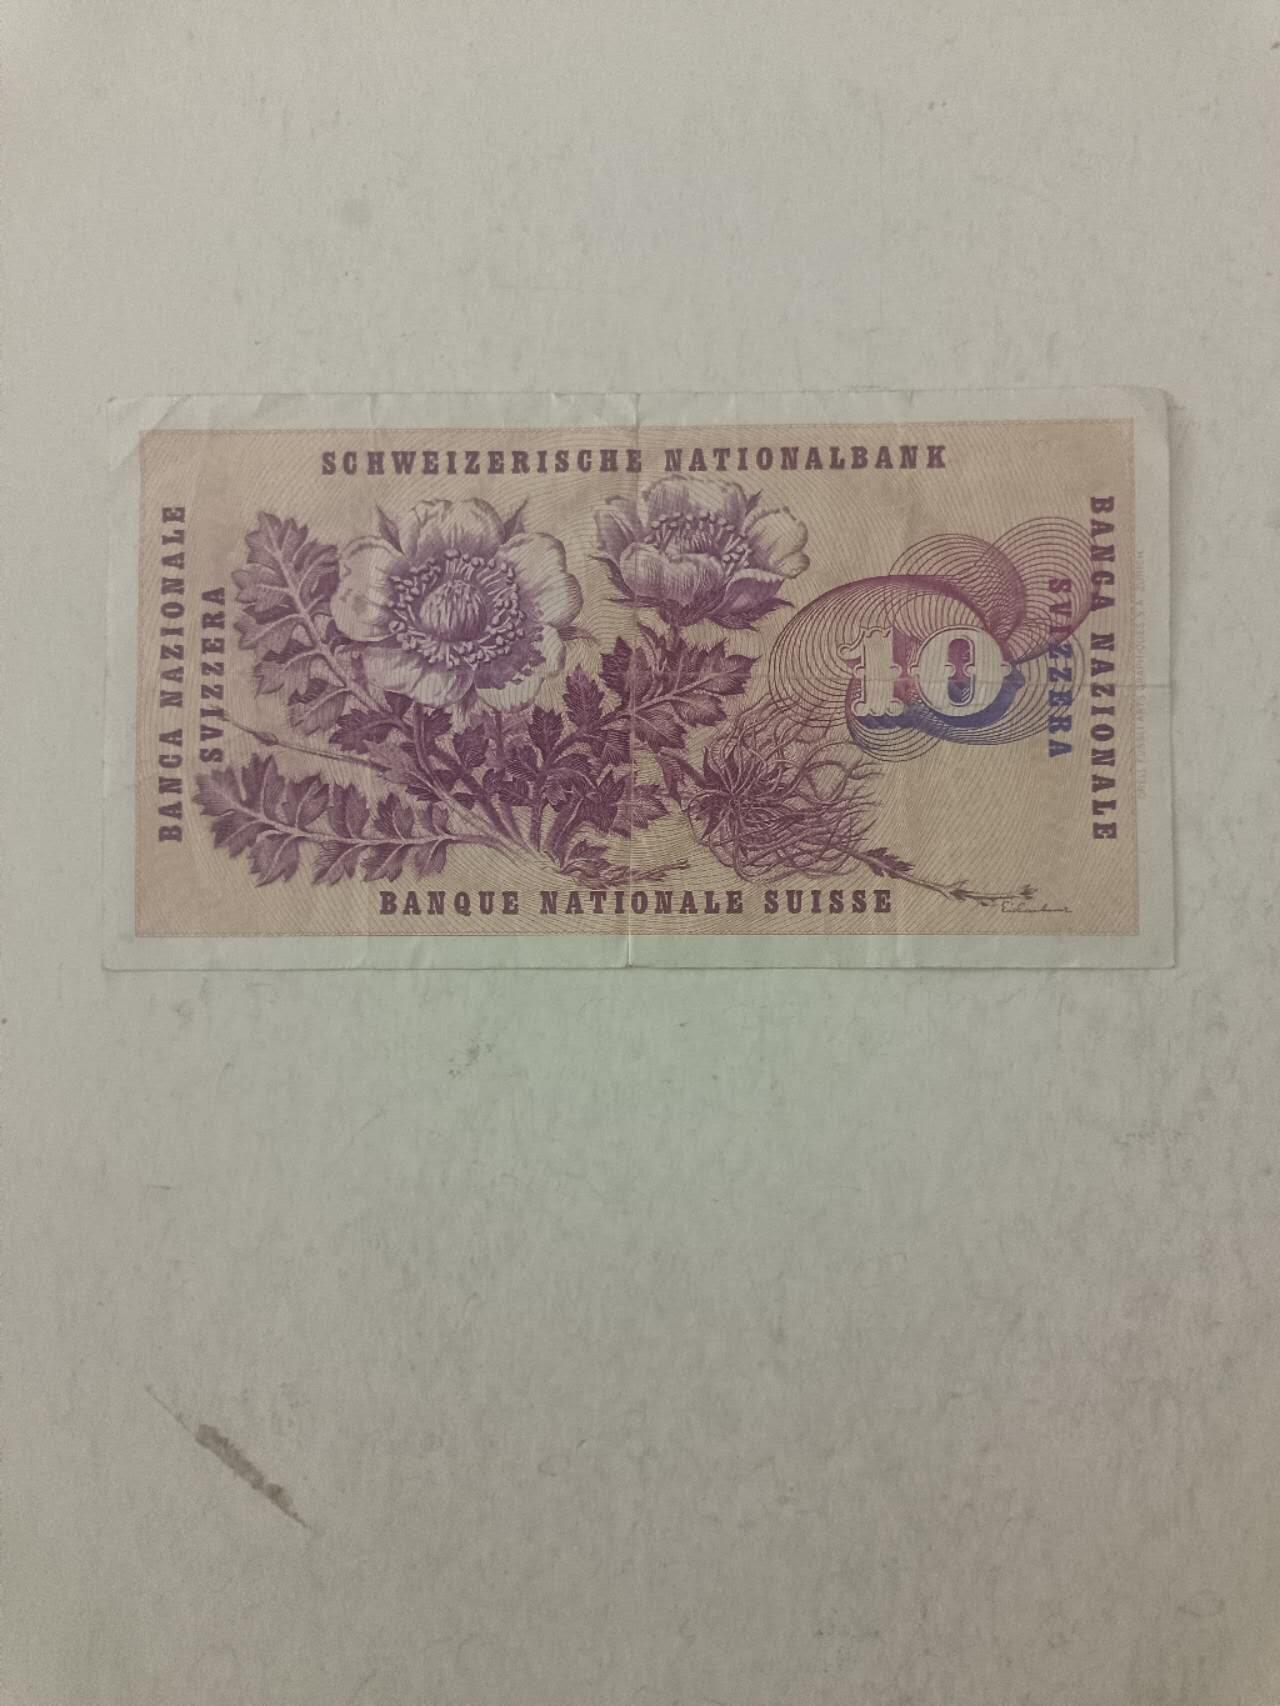 SCHWEIZERISCHE NATIONALBANK
BANCA NAZIONALE
SVIZZERA
10
BANCA NAZIONALE
SVIZZERA
BANQUE NATIONALE SUISSE